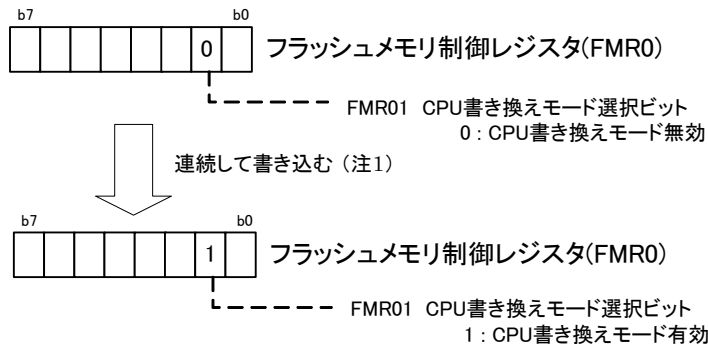 b7 b0
0 フラッシュメモリ制御レジスタ(FMR0)
FMR01 CPU書き換えモード選択ビット
0 : CPU書き換えモード無効
連続して書き込む (注1)
b7 b0
1 フラッシュメモリ制御レジスタ(FMR0)
FMR01 CPU書き換えモード選択ビット
1 : CPU書き換えモード有効